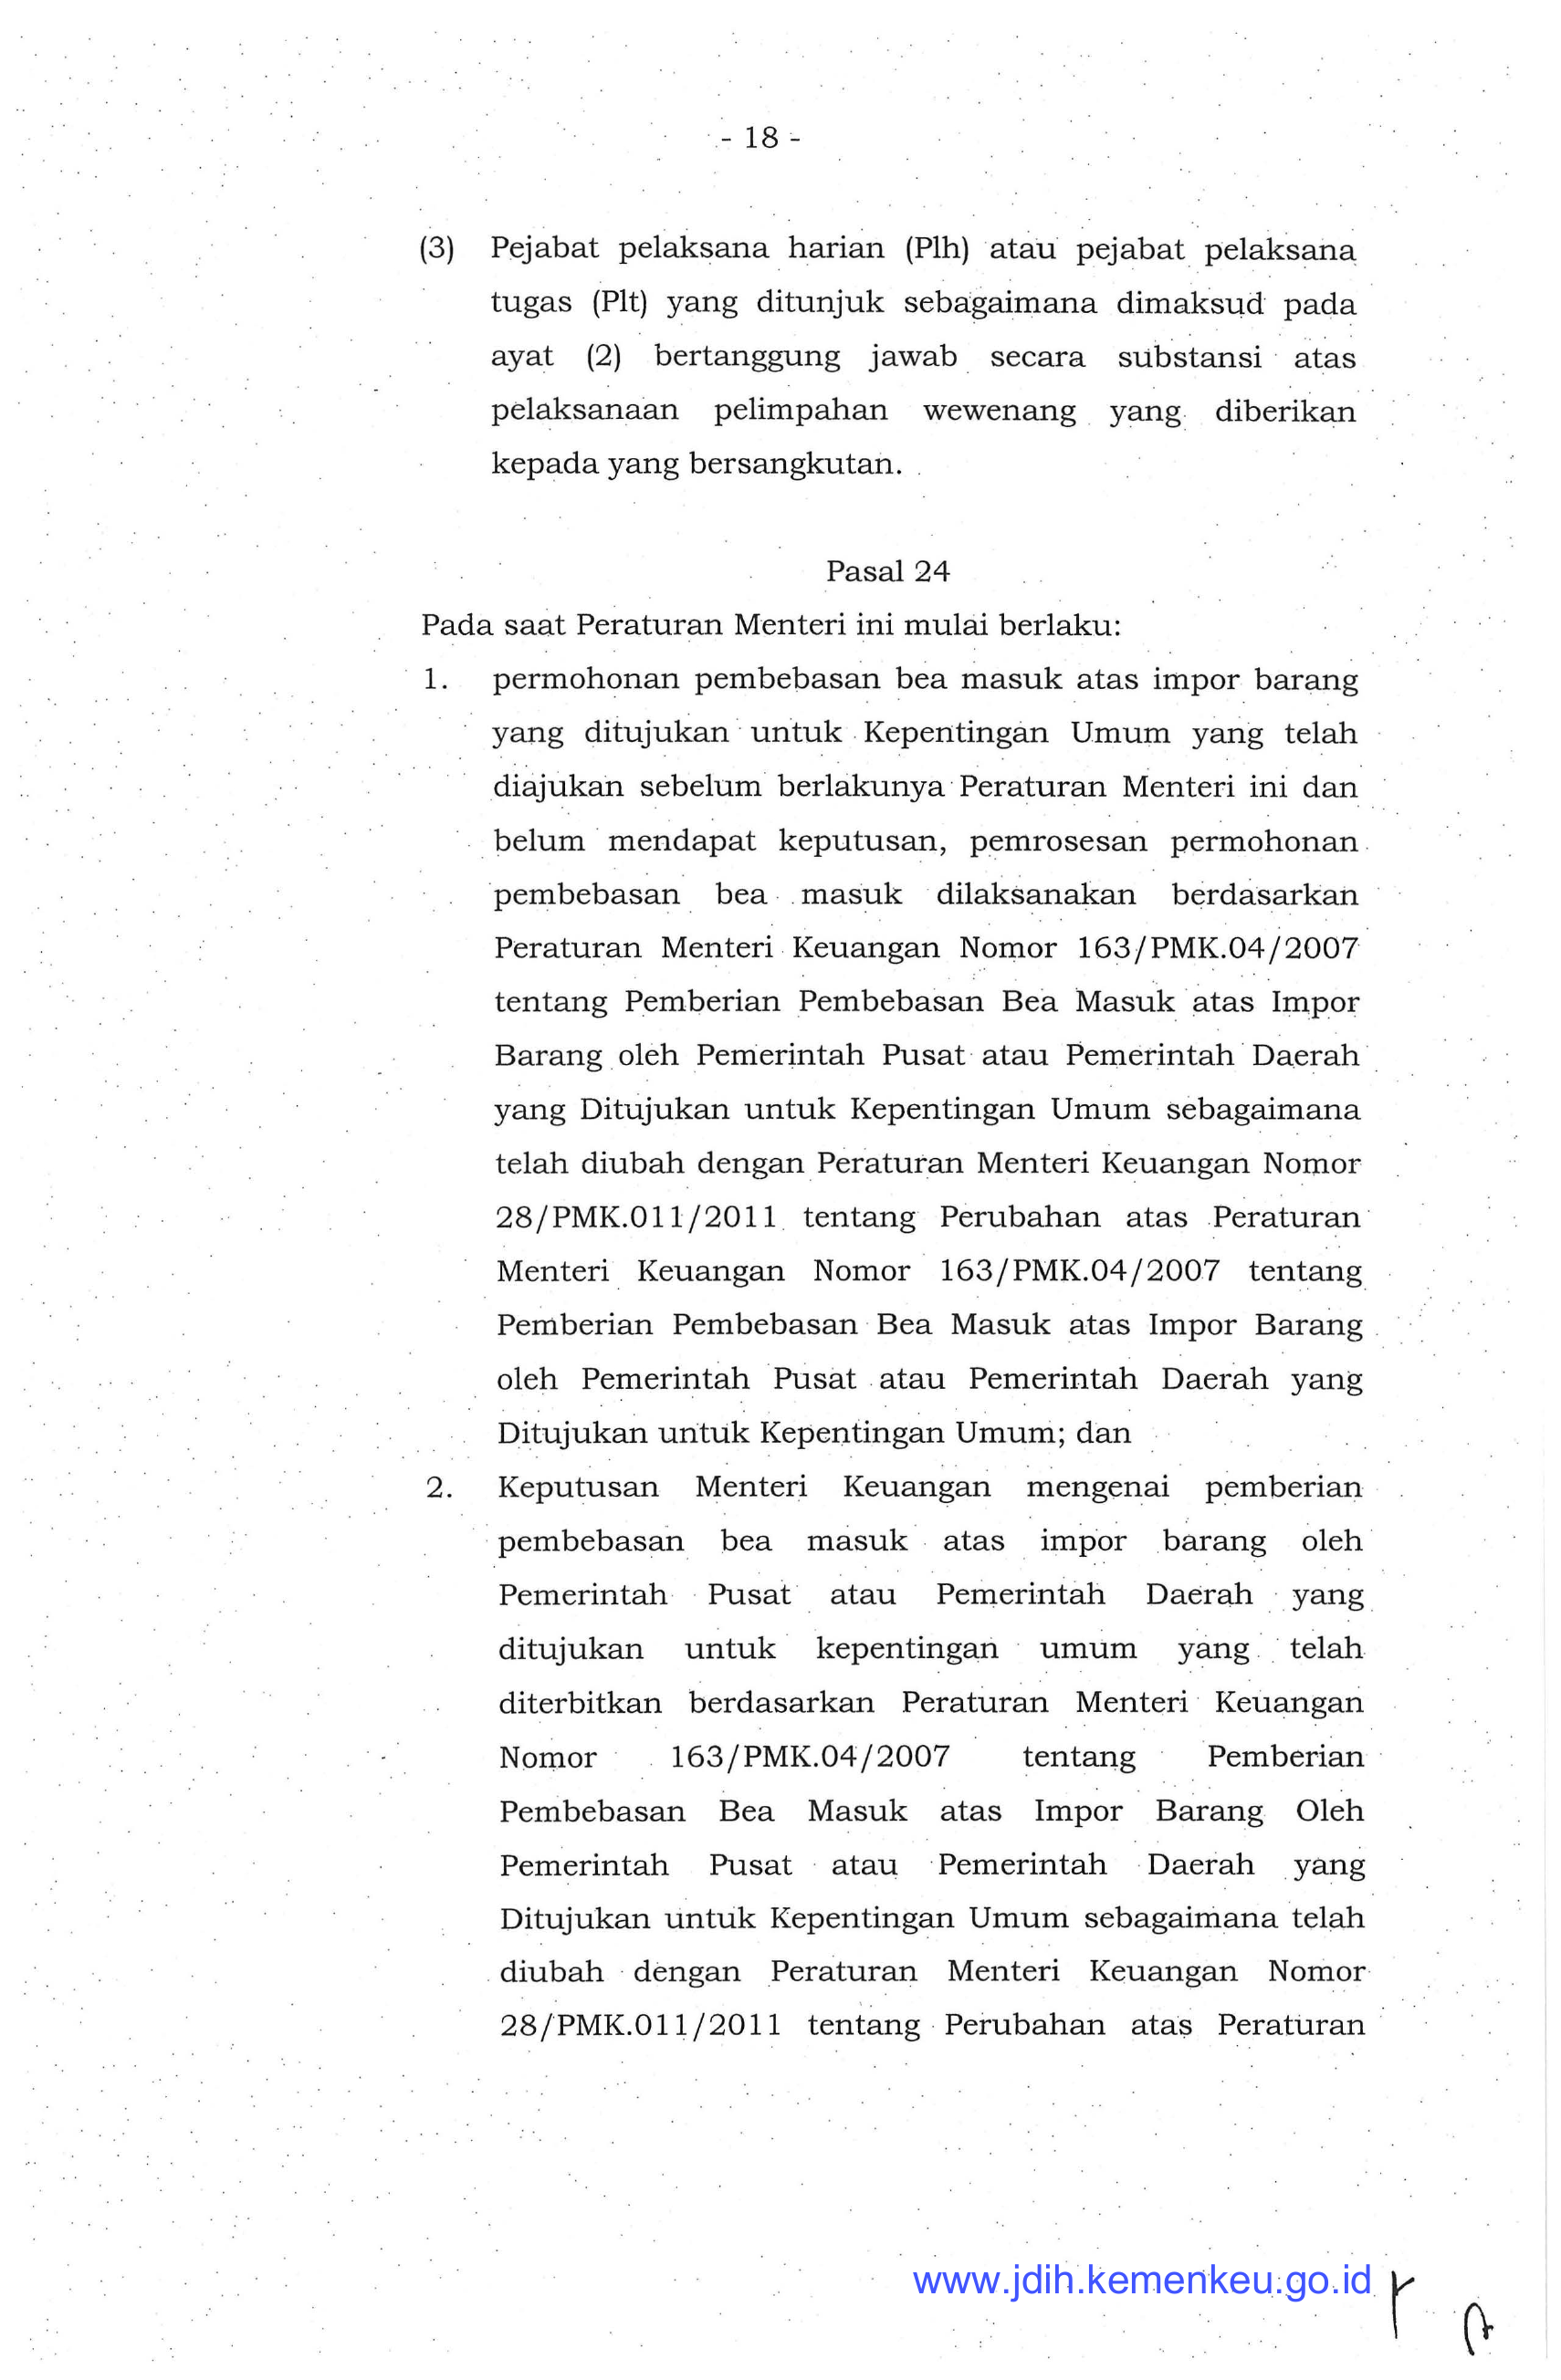 - 18 -
(3) Pejabat pelaksana harian (Plh) atau pejabat pelaksana
tugas (Plt) yang ditunjuk sebagaimana dimaksud pada
ayat (2) bertanggung jawab secara substansi atas
pelaksanaan pelimpahan wewenang yang diberikan
kepada yang bersangkutan.
Pasal 24
Pada saat Peraturan Menteri ini mulai berlaku:
1. permohonan pembebasan bea masuk atas impor barang
yang ditujukan untuk Kepentingan Umum yang telah
diajukan sebelum berlakunya Peraturan Menteri ini dan
belum mendapat keputusan, pemrosesan permohonan
pembebasan bea masuk dilaksanakan berdasarkan
Peraturan Menteri Keuangan Nomor 163/PMK.04/2007
tentang Pemberian Pembebasan Bea Masuk atas Impor
Barang oleh Pemerintah Pusat atau Pemerintah Daerah
yang Ditujukan untuk Kepentingan Umum sebagaimana
telah diubah dengan Peraturan Menteri Keuangan Nomor
28/PMK.011/2011 tentang Perubahan atas Peraturan
Menteri Keuangan Nomor 163/PMK.04/2007 tentang
Pemberian Pembebasan Bea Masuk atas Impor Barang
oleh Pemerintah Pusat atau Pemerintah Daerah yang
Ditujukan untuk Kepentingan Umum; dan
2. Keputusan Menteri Keuangan mengenai pemberian
pembebasan bea masuk atas impor barang oleh
Pemerintah Pusat atau Pemerintah Daerah yang
ditujukan untuk kepentingan umum yang telah
diterbitkan berdasarkan Peraturan Menteri Keuangan
Nomor 163/PMK.04/2007 tentang Pemberian
Pembebasan Bea Masuk atas Impor Barang Oleh
Pemerintah Pusat atau Pemerintah Daerah yang
Ditujukan untuk Kepentingan Umum sebagaimana telah
diubah dengan Peraturan Menteri Keuangan Nomor
28/PMK.011/2011 tentang Perubahan atas Peraturan
www.jdih.kemenkeu.go.id